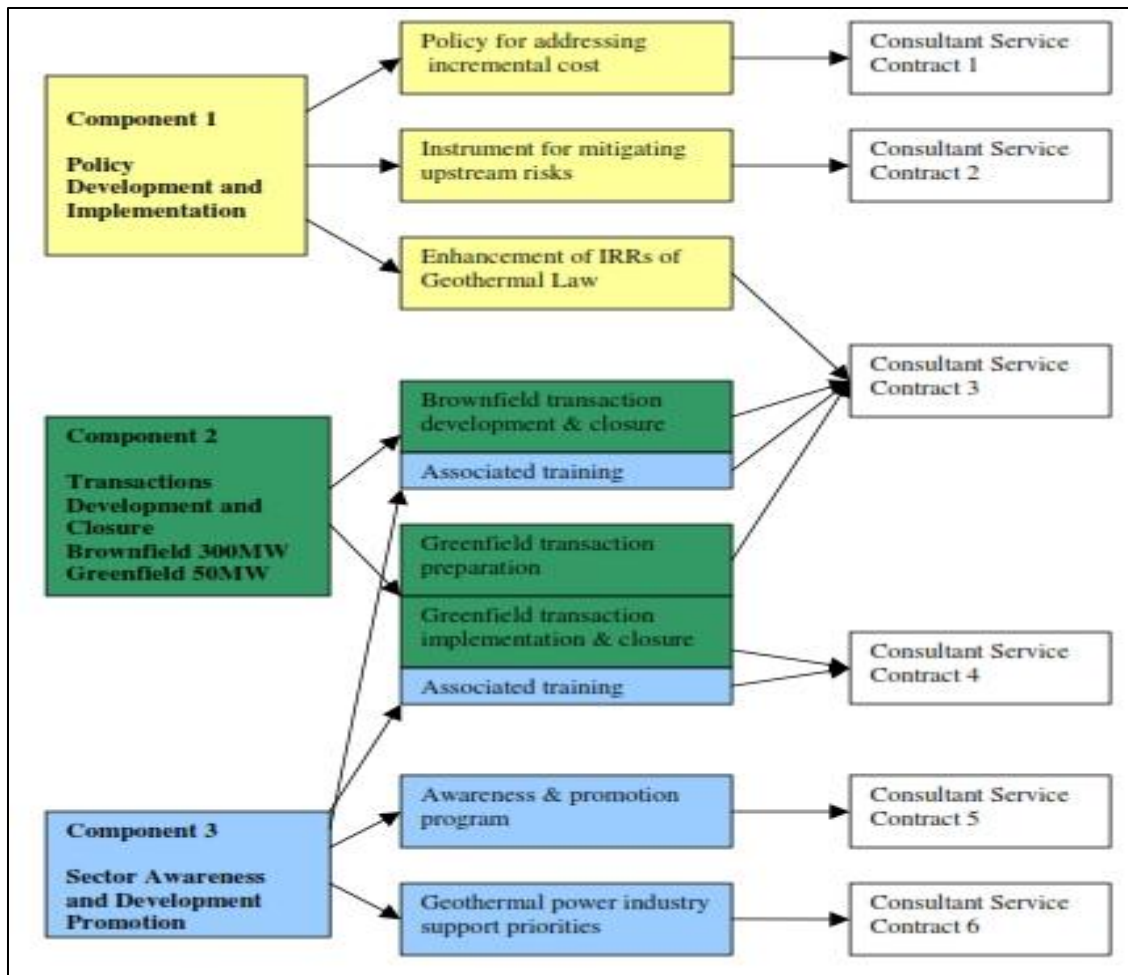 Policy for addressing
incremental cost
Consultant Service
Contract 1
Component 1
Policy
Development and
Implementation
Instrument for mitigating
upstream risks
Consultant Service
Contract 2
Enhancement of IRRs of
Geothermal Law
Consultant Service
Contract 3
Component 2
Transactions
Development and
Closure
Brownfield 300MW
Greenfield 50MW
Brownfield transaction
development & closure
Associated training
Greenfield transaction
preparation
Greenfield transaction
implementation & closure
Associated training
Consultant Service
Contract 4
Component 3
Sector Awareness
and Development
Promotion
Awareness & promotion
program
Consultant Service
Contract 5
Geothermal power industry
support priorities
Consultant Service
Contract 6